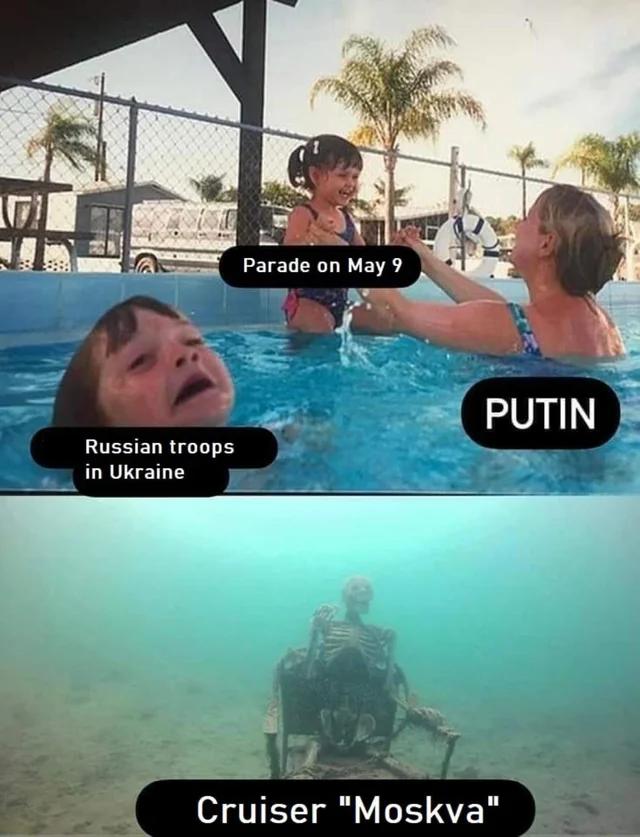 Parade on May 9
PUTIN
Russian troops
in Ukraine
Cruiser "Moskva"